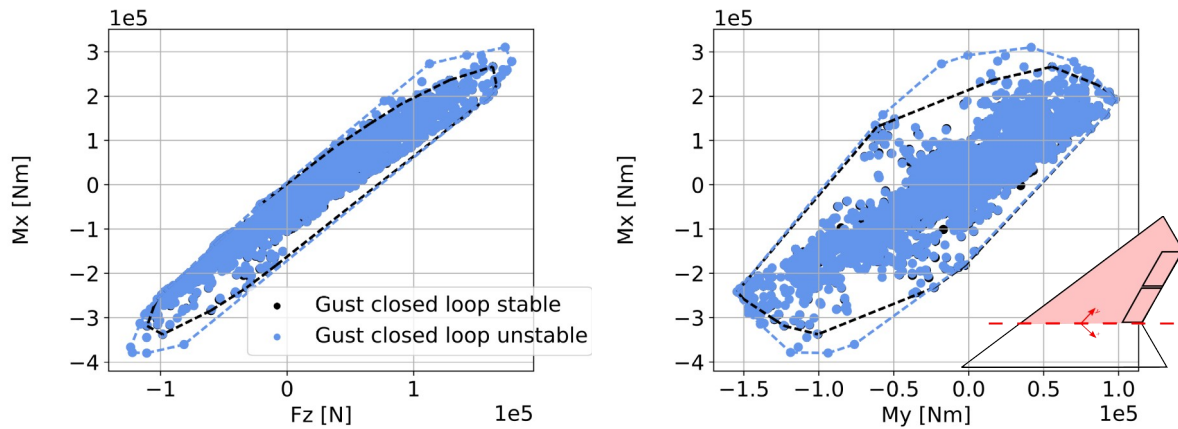 1e5
3
2
1
0
−1
−2
−3
−4
Mx [Nm]
−1
0
1
Fz [N]
1e5
Gust closed loop stable
Gust closed loop unstable
1e5
3
2
1
0
−1
−2
−3
−4
Mx [Nm]
−1.5
−1.0
−0.5
0.0
0.5
1.0
My [Nm]
1e5